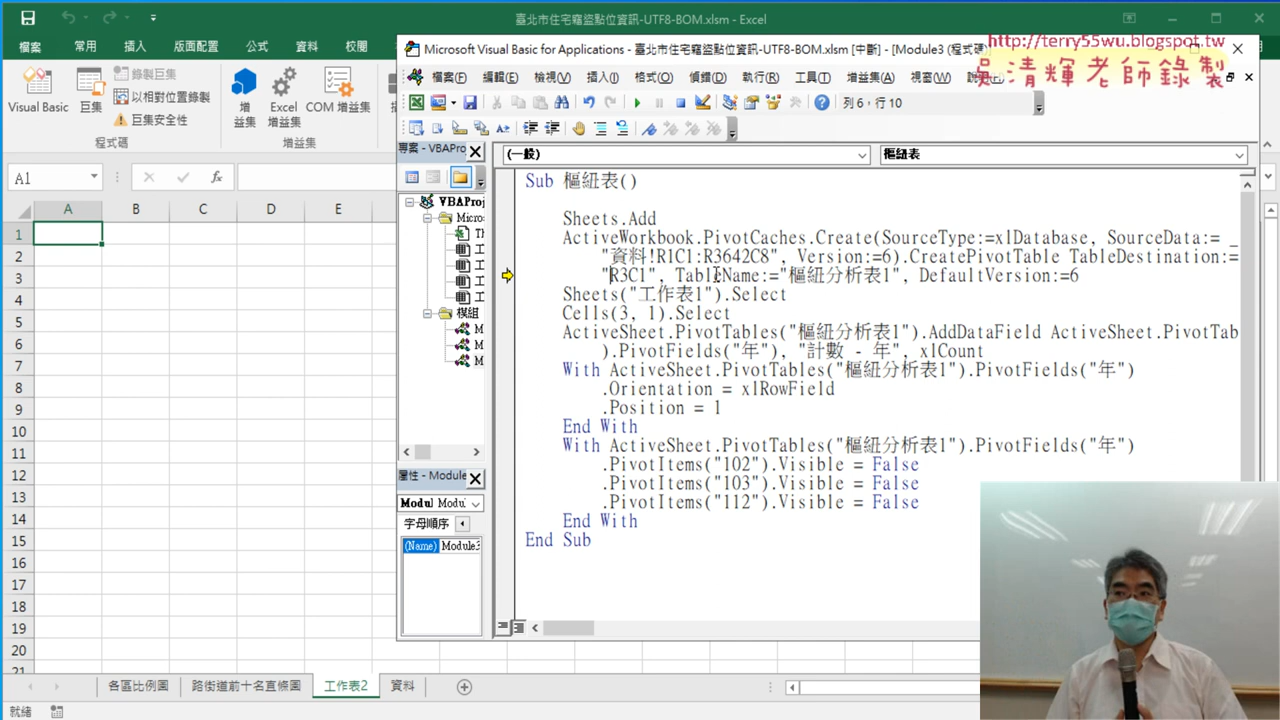 臺北市住宅竊盜點位資訊-UTF8-BOM.xlsm - Excel
檔案 常用 插入 版面配置 公式 資料 校閱
Visual Basic 巨集 錄製巨集 以相對位置錄製 巨集安全性
增益集 Excel 增益集 COM 增益集
程式碼 增益集
A1
A B C D E
1
2
3
4
5
6
7
8
9
10
11
12
13
14
15
16
17
18
19
20
21
各區比例圖 路街道前十名直條圖 工作表2 資料
就緒
http://terry55wu.blogspot.tw
吳清輝老師錄製
Microsoft Visual Basic for Applications - 臺北市住宅竊盜點位資訊-UTF8-BOM.xlsm [中斷] - [Module3 (程式碼
檔案(F) 編輯(E) 檢視(V) 插入(I) 格式(O) 偵錯(D) 執行(R) 工具(T) 增益集(A) 視窗(W)
列 6，行 10
專案 - VBAPro
VBAProj
Micro
模組
屬性 - Module
Modul Modu
字母順序
(Name) Module3
(一般) 樞紐表
Sub 樞紐表()
Sheets.Add
ActiveWorkbook.PivotCaches.Create(SourceType:=xlDatabase, SourceData:= _
"資料!R1C1:R3642C8", Version:=6).CreatePivotTable TableDestination:=
"R3C1", TableName:="樞紐分析表1", DefaultVersion:=6
Sheets("工作表1").Select
Cells(3, 1).Select
ActiveSheet.PivotTables("樞紐分析表1").AddDataField ActiveSheet.PivotTab
).PivotFields("年"), "計數 - 年", xlCount
With ActiveSheet.PivotTables("樞紐分析表1").PivotFields("年")
.Orientation = xlRowField
.Position = 1
End With
With ActiveSheet.PivotTables("樞紐分析表1").PivotFields("年")
.PivotItems("102").Visible = False
.PivotItems("103").Visible = False
.PivotItems("112").Visible = False
End With
End Sub